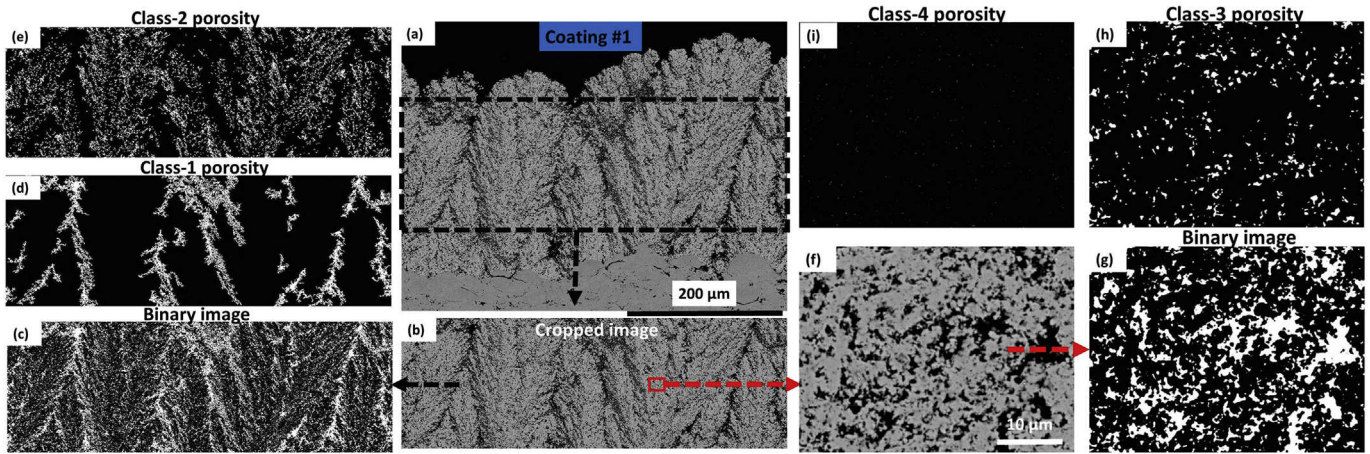 Class-2 porosity
(e)
Class-1 porosity
(d)
Binary image
(c)
(a)
Coating #1
200 µm
(b)
Cropped image
Class-4 porosity
(i)
(f)
10 µm
Class-3 porosity
(h)
Binary image
(g)